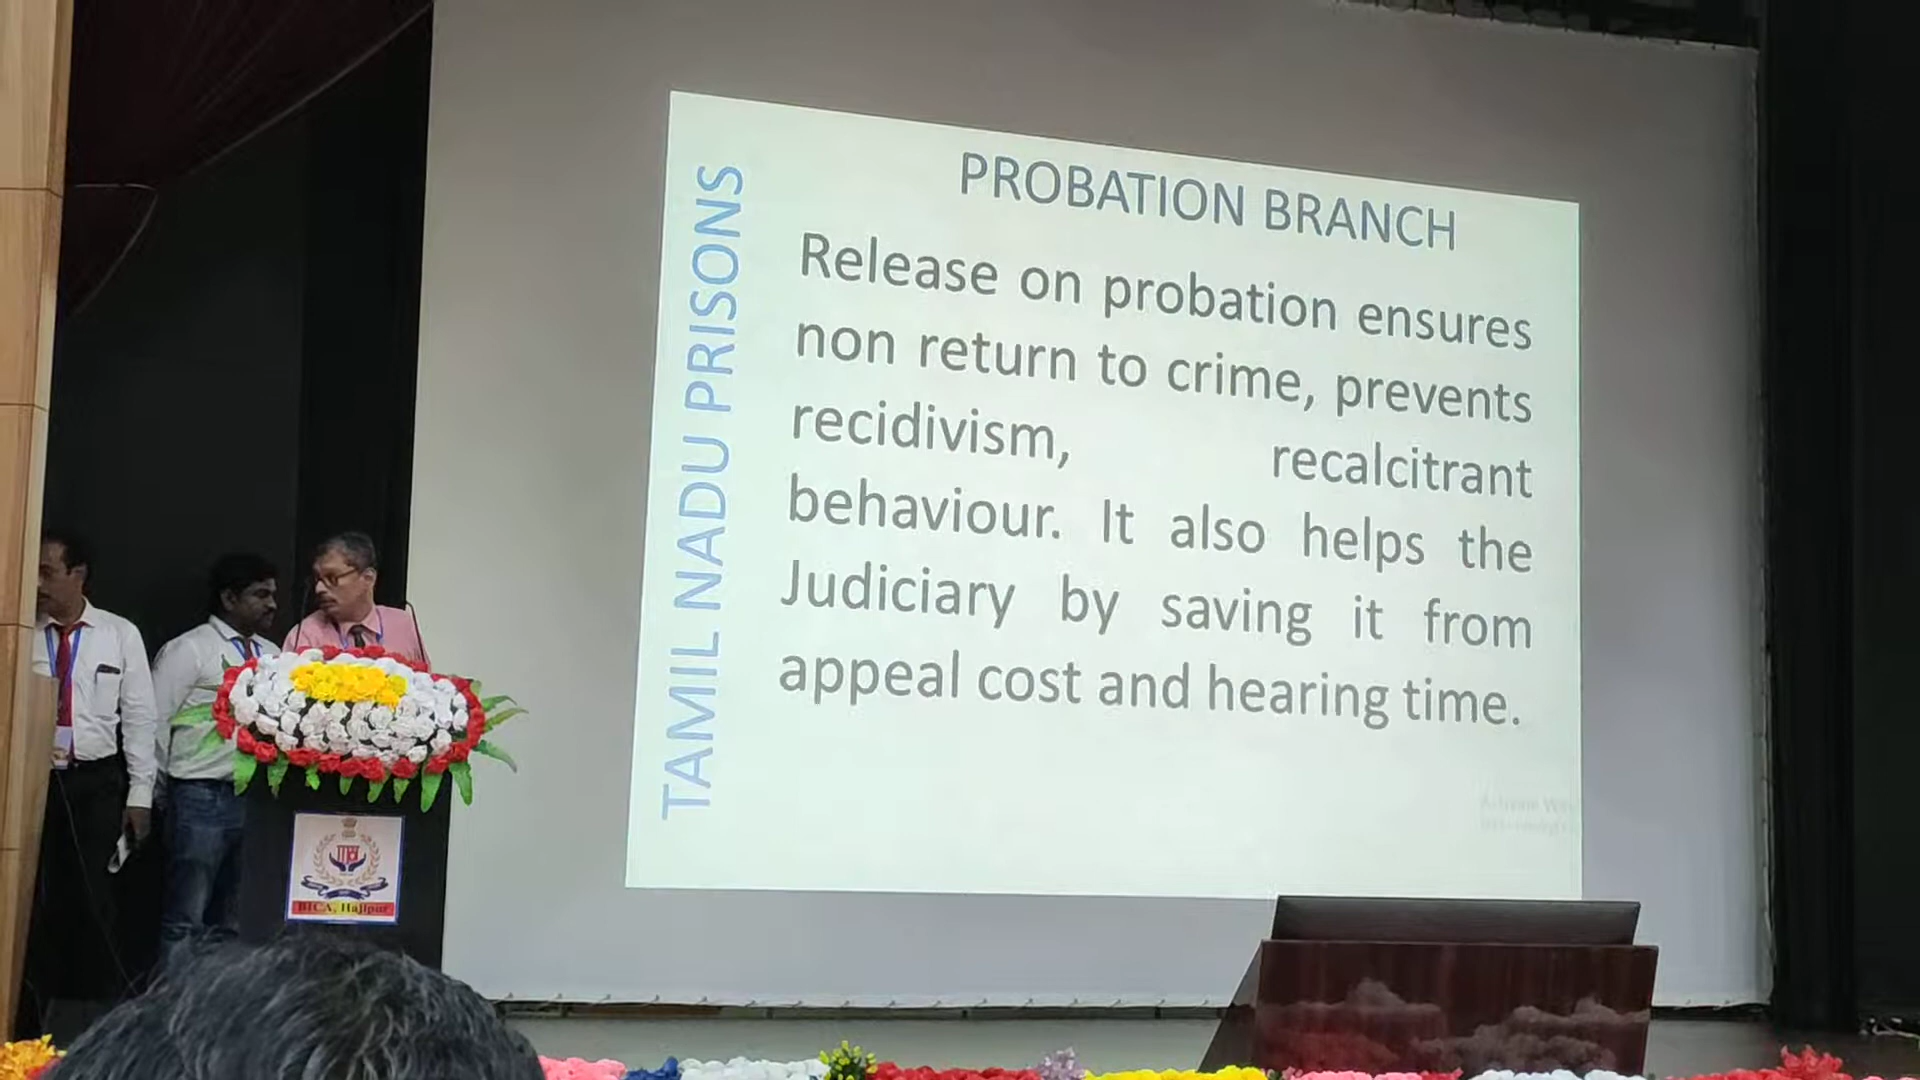 PROBATION BRANCH
TAMIL NADU PRISONS
Release on probation ensures
non return to crime, prevents
recidivism, recalcitrant
behaviour. It also helps the
Judiciary by saving it from
appeal cost and hearing time.
BICA, Hajipur